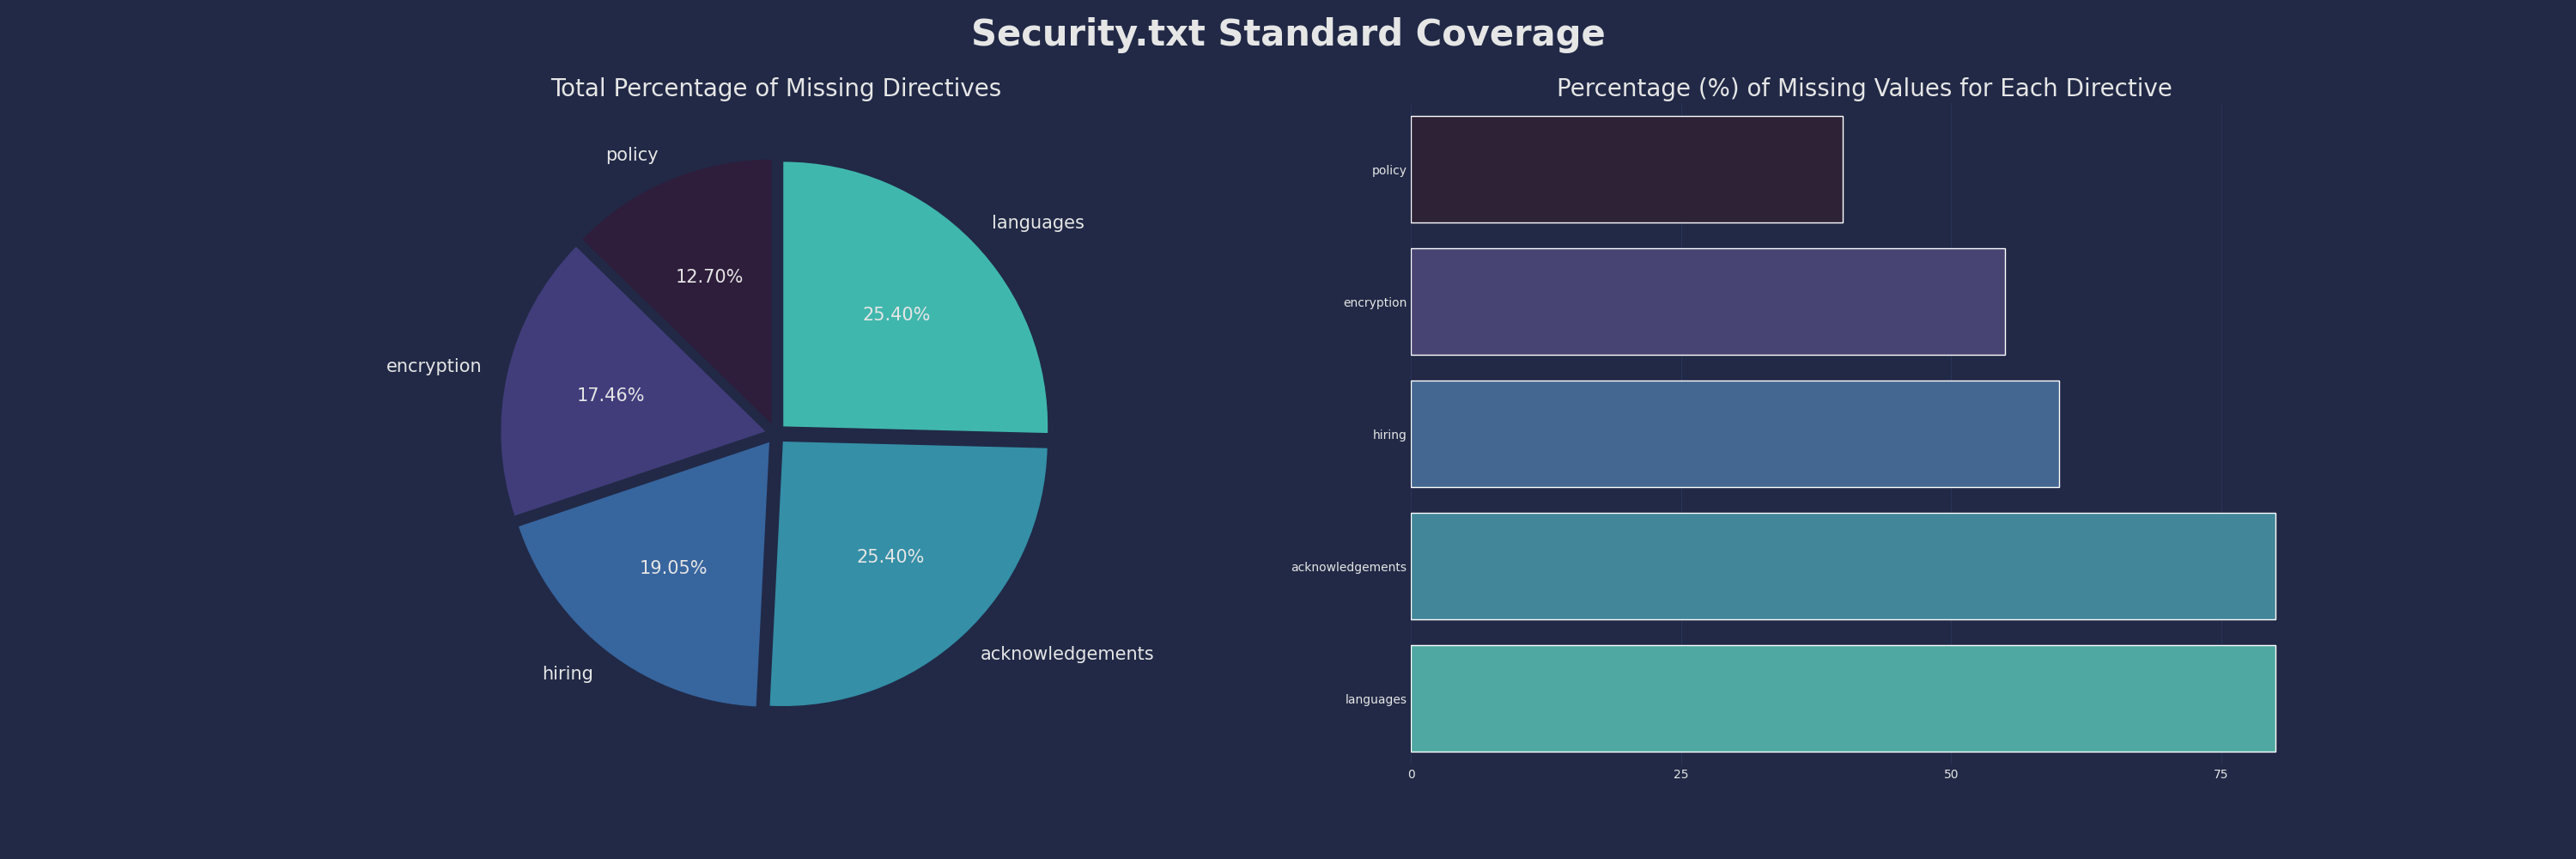 Security.txt Standard Coverage
Total Percentage of Missing Directives
policy
languages
12.70%
25.40%
encryption
17.46%
19.05%
25.40%
hiring
acknowledgements
Percentage (%) of Missing Values for Each Directive
policy
encryption
hiring
acknowledgements
languages
0 25 50 75